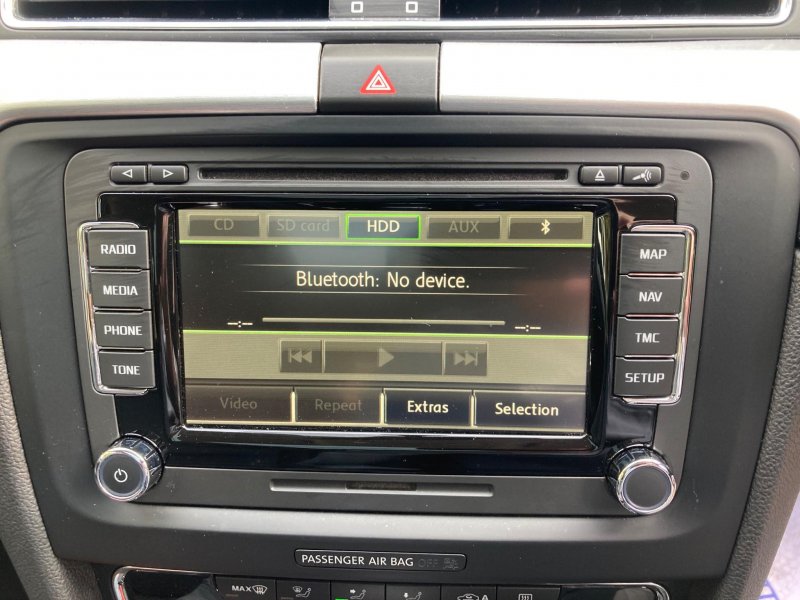 CD SD card HDD AUX
RADIO
MEDIA
PHONE
TONE
Bluetooth: No device.
--:-- --:--
Video Repeat Extras Selection
MAP
NAV
TMC
SETUP
PASSENGER AIR BAG OFF
MAX A